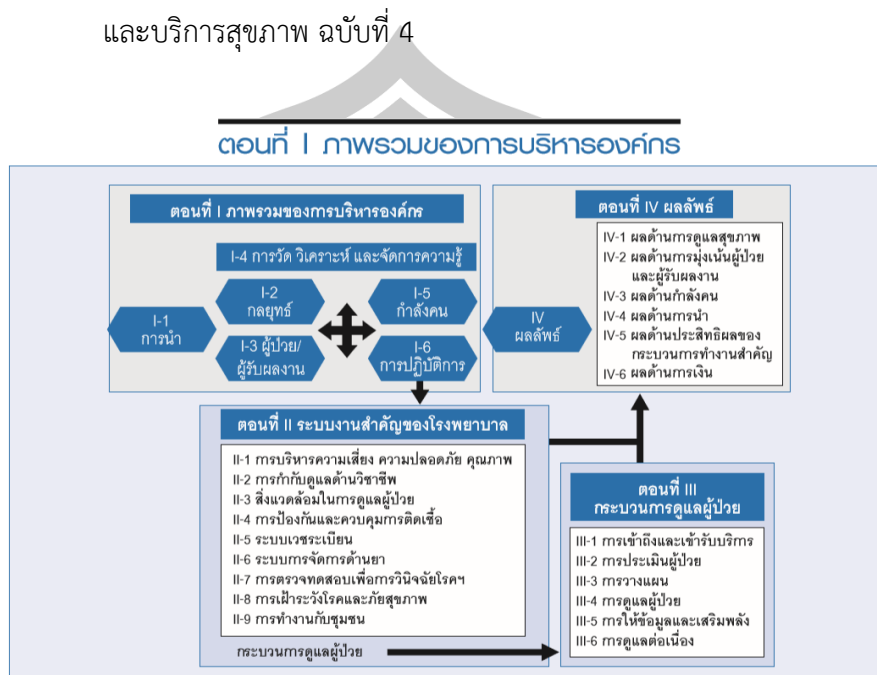 และบริการสุขภาพ ฉบับที่ 4
ตอนที่ I ภาพรวมของการบริหารองค์กร
ตอนที่ I ภาพรวมของการบริหารองค์กร
I-4 การวัด วิเคราะห์ และจัดการความรู้
I-1
การนำ
I-2
กลยุทธ์
I-3 ผู้ป่วย/
ผู้รับผลงาน
I-5
กำลังคน
I-6
การปฏิบัติการ
ตอนที่ IV ผลลัพธ์
IV
ผลลัพธ์
IV-1 ผลด้านการดูแลสุขภาพ
IV-2 ผลด้านการมุ่งเน้นผู้ป่วย
และผู้รับผลงาน
IV-3 ผลด้านกำลังคน
IV-4 ผลด้านการนำ
IV-5 ผลด้านประสิทธิผลของ
กระบวนการทำงานสำคัญ
IV-6 ผลด้านการเงิน
ตอนที่ II ระบบงานสำคัญของโรงพยาบาล
II-1 การบริหารความเสี่ยง ความปลอดภัย คุณภาพ
II-2 การกำกับดูแลด้านวิชาชีพ
II-3 สิ่งแวดล้อมในการดูแลผู้ป่วย
II-4 การป้องกันและควบคุมการติดเชื้อ
II-5 ระบบเวชระเบียน
II-6 ระบบการจัดการด้านยา
II-7 การตรวจทดสอบเพื่อการวินิจฉัยโรคฯ
II-8 การเฝ้าระวังโรคและภัยสุขภาพ
II-9 การทำงานกับชุมชน
กระบวนการดูแลผู้ป่วย
ตอนที่ III
กระบวนการดูแลผู้ป่วย
III-1 การเข้าถึงและเข้ารับบริการ
III-2 การประเมินผู้ป่วย
III-3 การวางแผน
III-4 การดูแลผู้ป่วย
III-5 การให้ข้อมูลและเสริมพลัง
III-6 การดูแลต่อเนื่อง